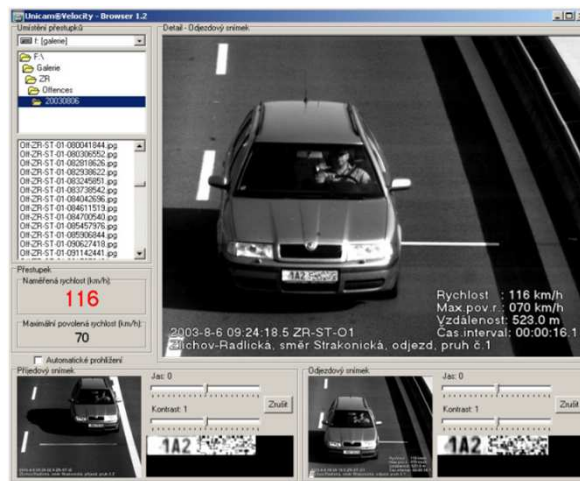 Unicam@Velocity - Browser 1.2
Umístění přestupků
f: [galerie]
F:\
Galerie
ZR
Offences
20030806
Off-ZR-ST-01-080041844.jpg
Off-ZR-ST-01-080306552.jpg
Off-ZR-ST-01-082818626.jpg
Off-ZR-ST-01-082938622.jpg
Off-ZR-ST-01-083245851.jpg
Off-ZR-ST-01-083738542.jpg
Off-ZR-ST-01-084042696.jpg
Off-ZR-ST-01-084611519.jpg
Off-ZR-ST-01-084700540.jpg
Off-ZR-ST-01-085457976.jpg
Off-ZR-ST-01-085906844.jpg
Off-ZR-ST-01-090627418.jpg
Off-ZR-ST-01-091142441.jpg
Přestupek
Naměřená rychlost [km/h]:
116
Maximální povolená rychlost [km/h]:
70
Automatické prohlížení
Detail - Odjezdový snímek
1A2
Rychlost : 116 km/h
Max.pov.r.: 070 km/h
Vzdálenost: 523.0 m
Čas.interval: 00:00:16.1
2003-8-6 09:24:18.5 ZR-ST-O1
Zlíchov-Radlická, směr Strakonická, odjezd, pruh č.1
Příjezdový snímek
Jas: 0
Kontrast: 1
Zrušit
1A2
Odjezdový snímek
Jas: 0
Kontrast: 1
Zrušit
1A2